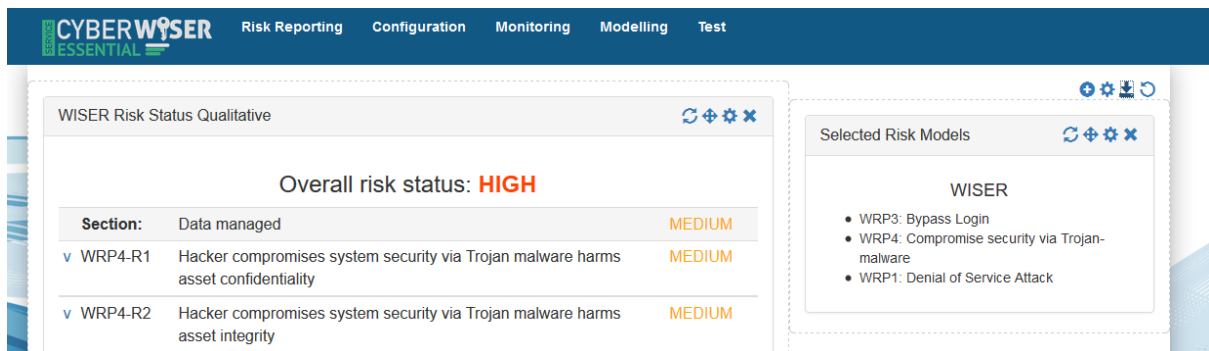 SERVICE
CYBERWISER
ESSENTIAL
Risk Reporting Configuration Monitoring Modelling Test
WISER Risk Status Qualitative
Overall risk status: HIGH
Section: Data managed MEDIUM
v WRP4-R1 Hacker compromises system security via Trojan malware harms MEDIUM
asset confidentiality
v WRP4-R2 Hacker compromises system security via Trojan malware harms MEDIUM
asset integrity
Selected Risk Models
WISER
• WRP3: Bypass Login
• WRP4: Compromise security via Trojan-
malware
• WRP1: Denial of Service Attack